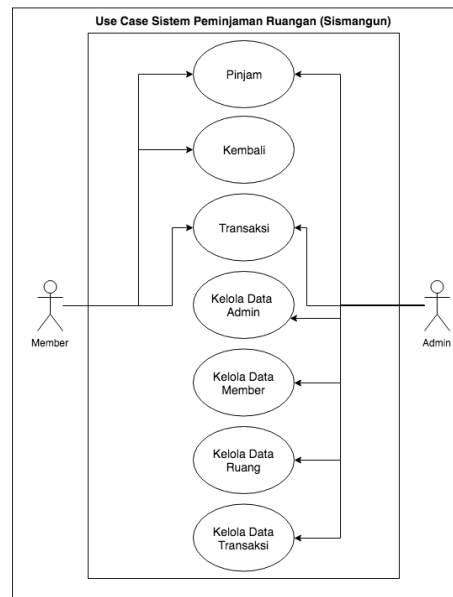 Use Case Sistem Peminjaman Ruangan (Sismangun)
Pinjam
Kembali
Transaksi
Kelola Data
Admin
Member
Admin
Kelola Data
Member
Kelola Data
Ruang
Kelola Data
Transaksi